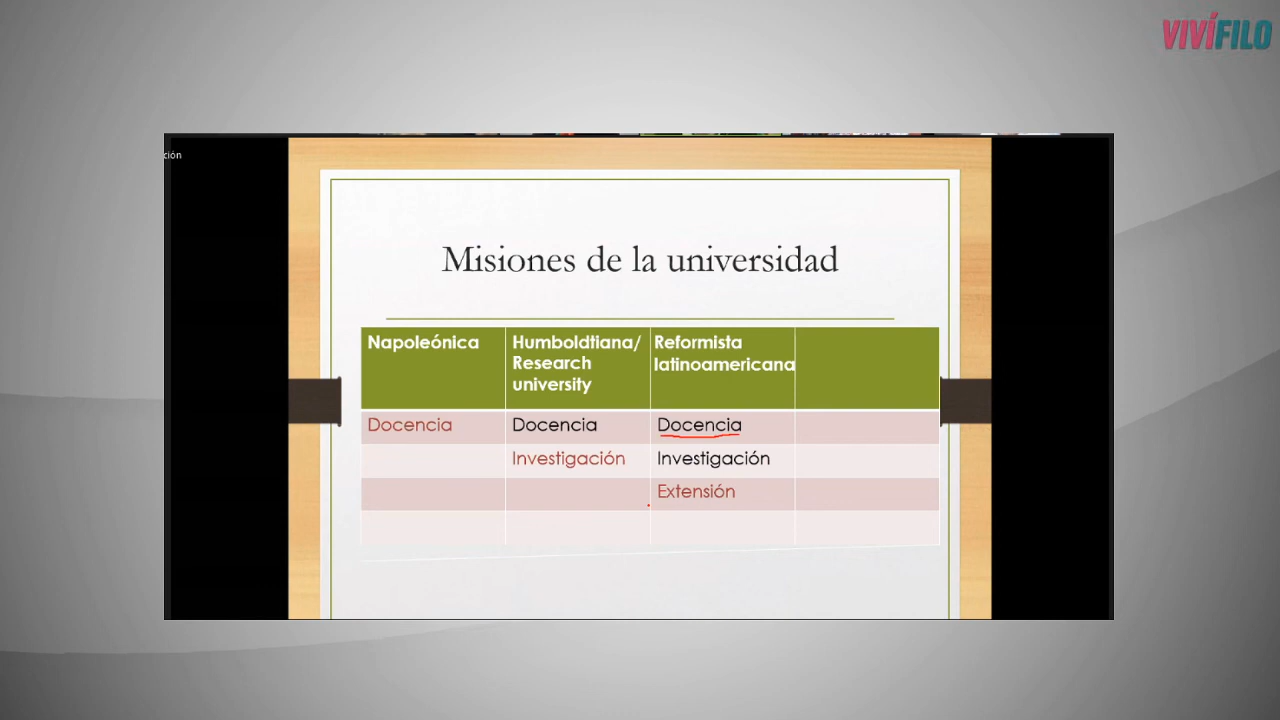 VIVÍFILO
ción
Misiones de la universidad
Napoleónica
Humboldtiana/
Research
university
Reformista
latinoamericana
Docencia
Docencia
Docencia
Investigación
Investigación
Extensión